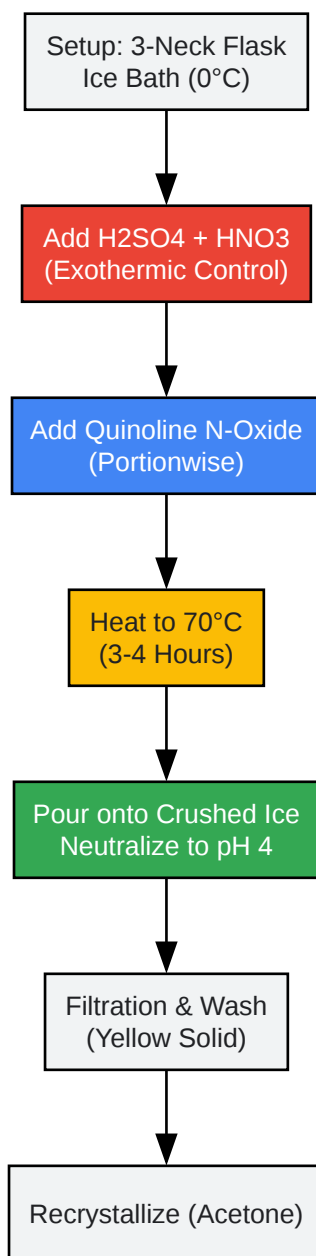 Setup: 3-Neck Flask
Ice Bath (0°C)
Add H2SO4 + HNO3
(Exothermic Control)
Add Quinoline N-Oxide
(Portionwise)
Heat to 70°C
(3-4 Hours)
Pour onto Crushed Ice
Neutralize to pH 4
Filtration & Wash
(Yellow Solid)
Recrystallize (Acetone)